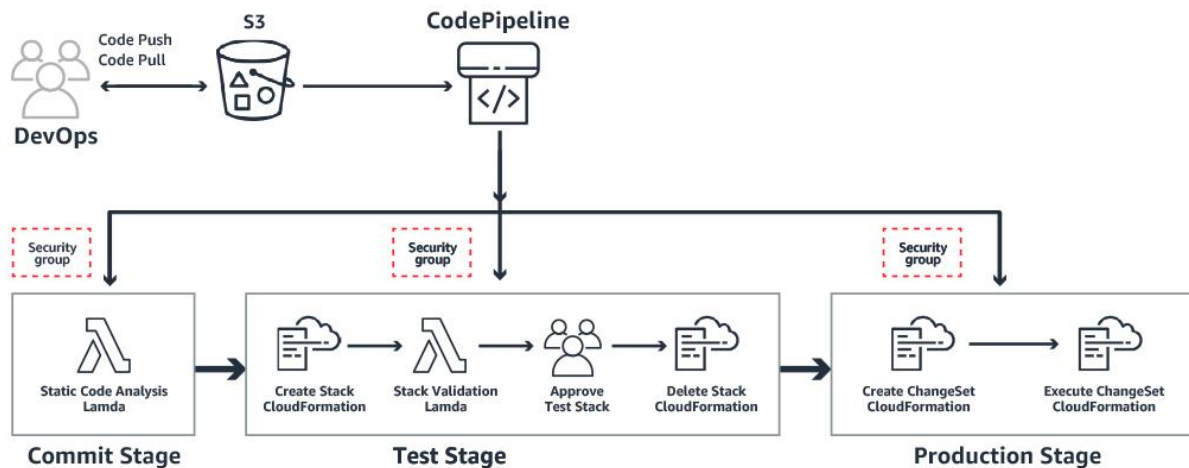 S3
CodePipeline
Code Push
Code Pull
</>
DevOps
Security
group
Security
group
Security
group
Static Code Analysis
Lamda
Create Stack
CloudFormation
Stack Validation
Lamda
Approve
Test Stack
Delete Stack
CloudFormation
Create ChangeSet
CloudFormation
Execute ChangeSet
CloudFormation
Commit Stage
Test Stage
Production Stage